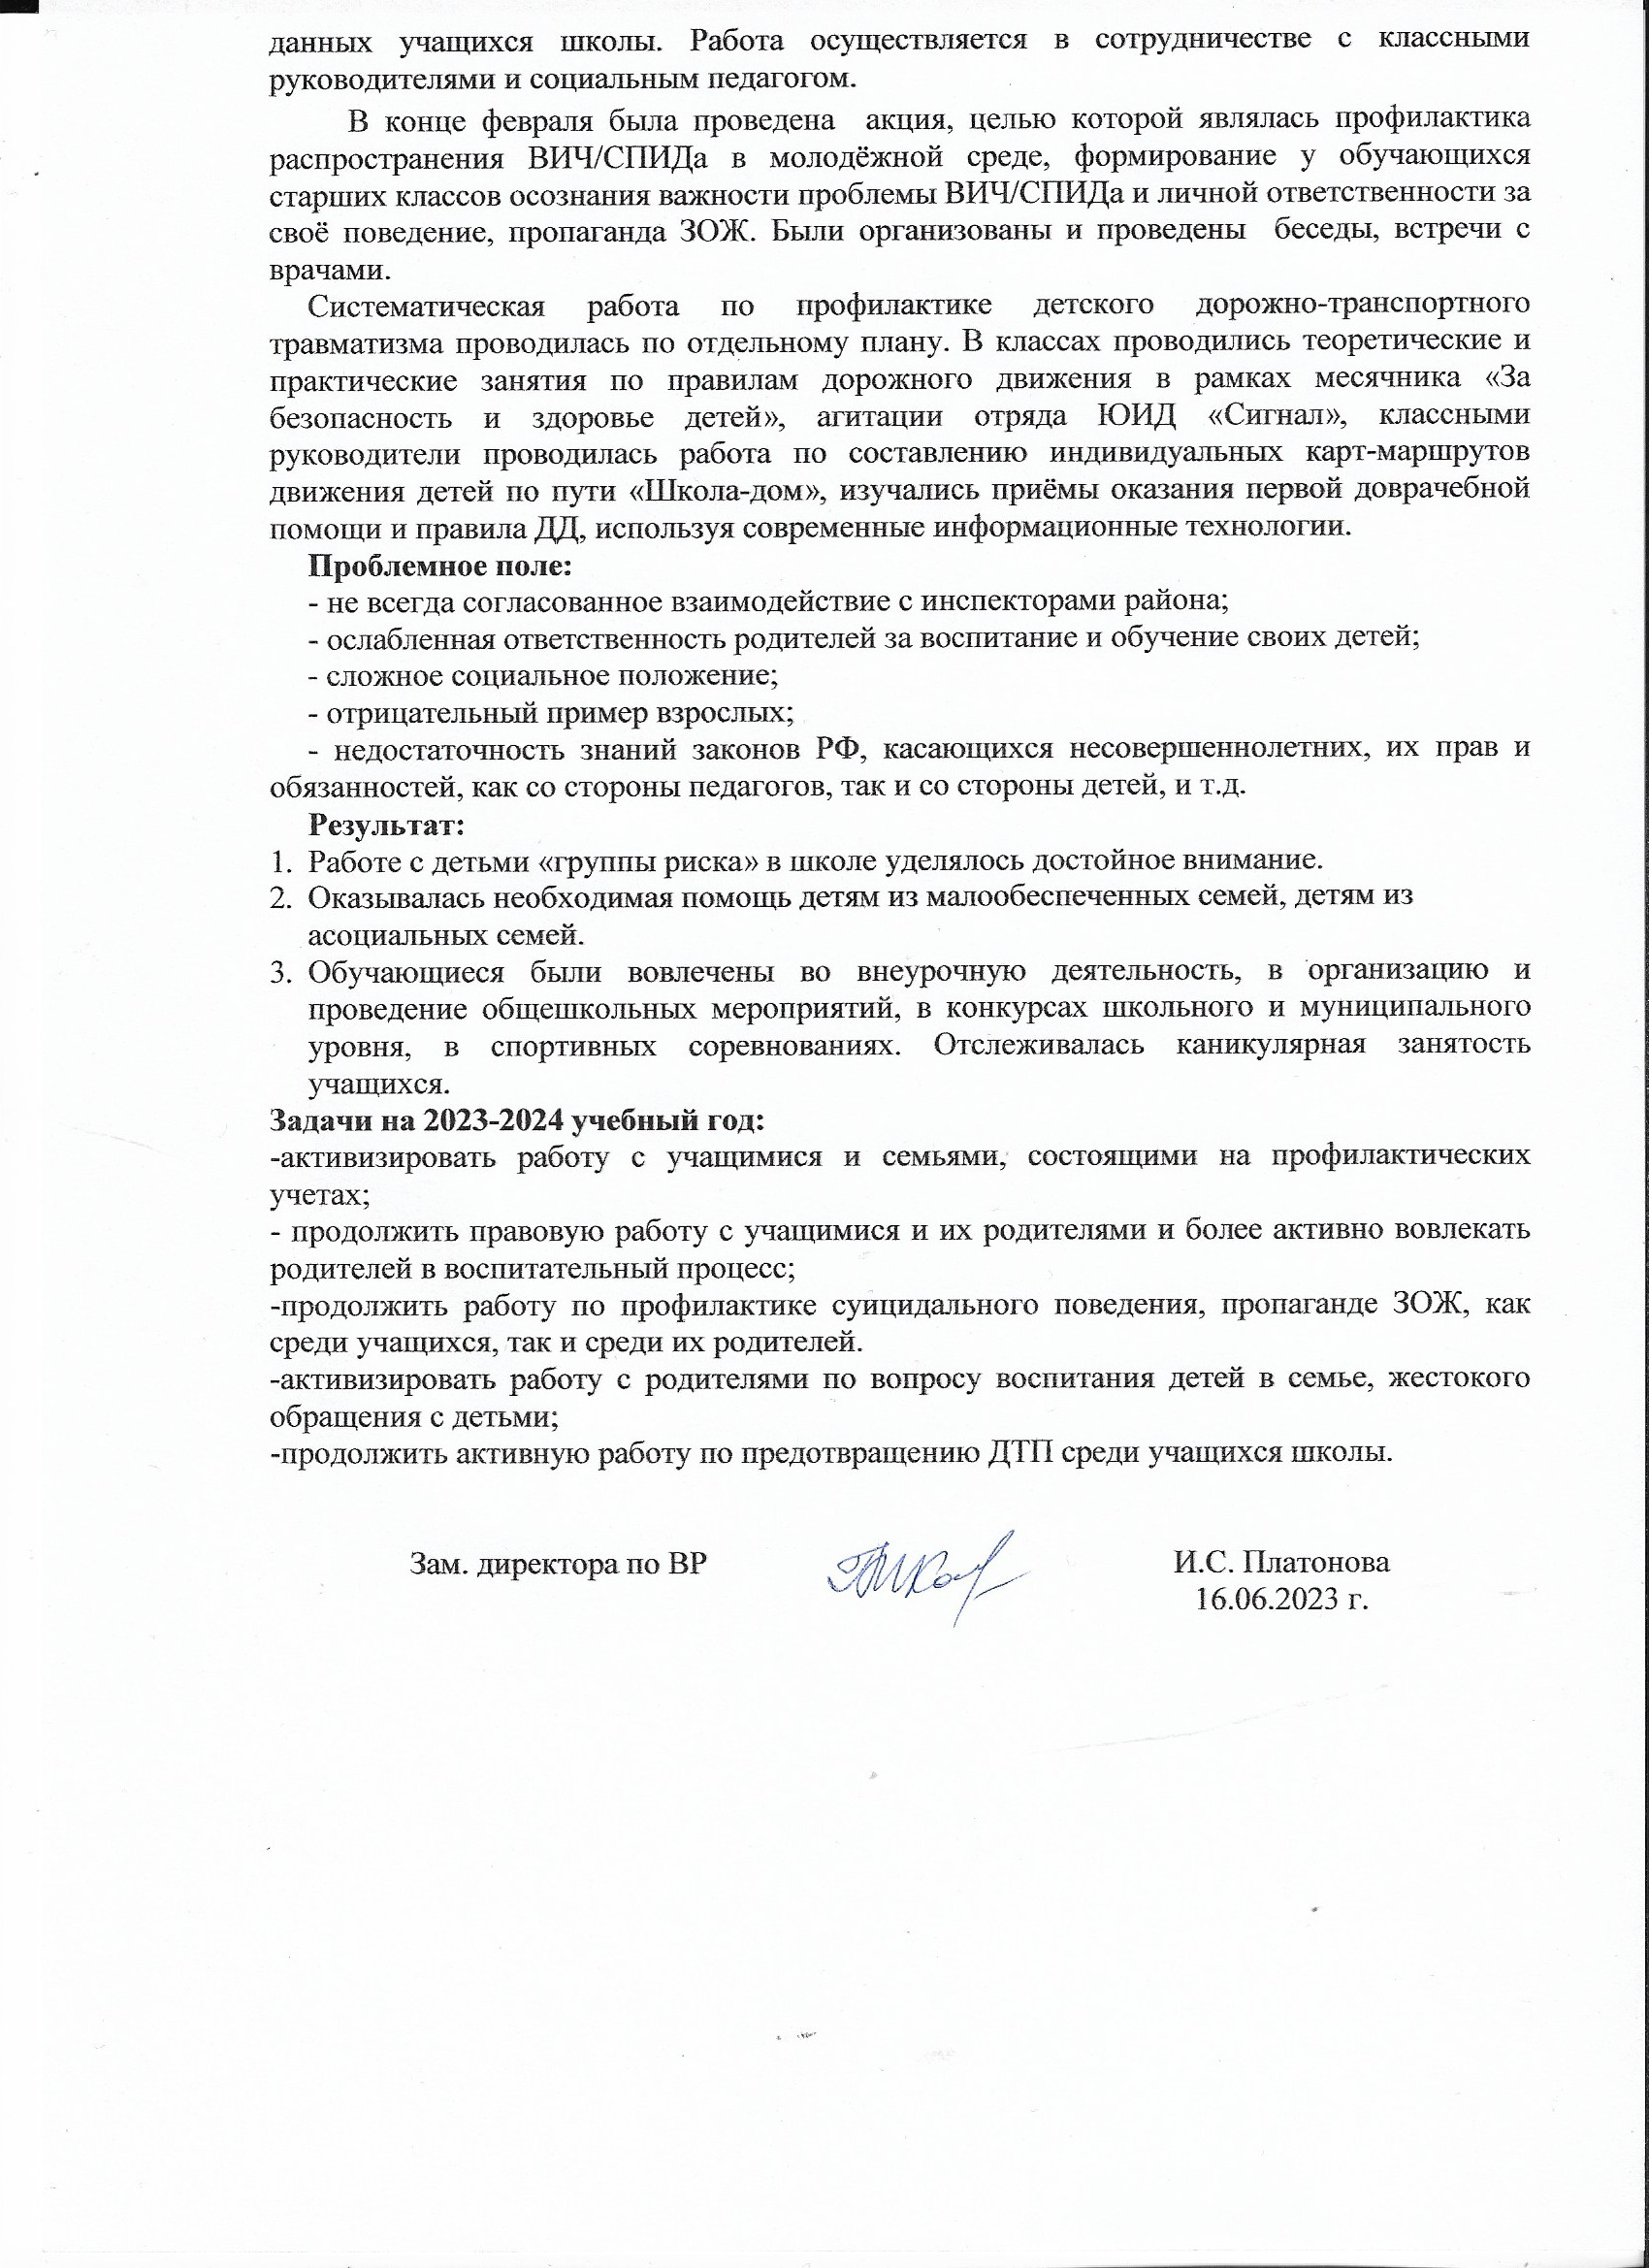 данных учащихся школы. Работа осуществляется в сотрудничестве с классными
руководителями и социальным педагогом.
В конце февраля была проведена акция, целью которой являлась профилактика
распространения ВИЧ/СПИДа в молодёжной среде, формирование у обучающихся
старших классов осознания важности проблемы ВИЧ/СПИДа и личной ответственности за
своё поведение, пропаганда ЗОЖ. Были организованы и проведены беседы, встречи с
врачами.
Систематическая работа по профилактике детского дорожно-транспортного
травматизма проводилась по отдельному плану. В классах проводились теоретические и
практические занятия по правилам дорожного движения в рамках месячника «За
безопасность и здоровье детей», агитации отряда ЮИД «Сигнал», классными
руководители проводилась работа по составлению индивидуальных карт-маршрутов
движения детей по пути «Школа-дом», изучались приёмы оказания первой доврачебной
помощи и правила ДД, используя современные информационные технологии.
Проблемное поле:
- не всегда согласованное взаимодействие с инспекторами района;
- ослабленная ответственность родителей за воспитание и обучение своих детей;
- сложное социальное положение;
- отрицательный пример взрослых;
- недостаточность знаний законов РФ, касающихся несовершеннолетних, их прав и
обязанностей, как со стороны педагогов, так и со стороны детей, и т.д.
Результат:
1. Работе с детьми «группы риска» в школе уделялось достойное внимание.
2. Оказывалась необходимая помощь детям из малообеспеченных семей, детям из
асоциальных семей.
3. Обучающиеся были вовлечены во внеурочную деятельность, в организацию и
проведение общешкольных мероприятий, в конкурсах школьного и муниципального
уровня, в спортивных соревнованиях. Отслеживалась каникулярная занятость
учащихся.
Задачи на 2023-2024 учебный год:
-активизировать работу с учащимися и семьями, состоящими на профилактических
учетах;
- продолжить правовую работу с учащимися и их родителями и более активно вовлекать
родителей в воспитательный процесс;
-продолжить работу по профилактике суицидального поведения, пропаганде ЗОЖ, как
среди учащихся, так и среди их родителей.
-активизировать работу с родителями по вопросу воспитания детей в семье, жестокого
обращения с детьми;
-продолжить активную работу по предотвращению ДТП среди учащихся школы.
Зам. директора по ВР И.С. Платонова
16.06.2023 г.